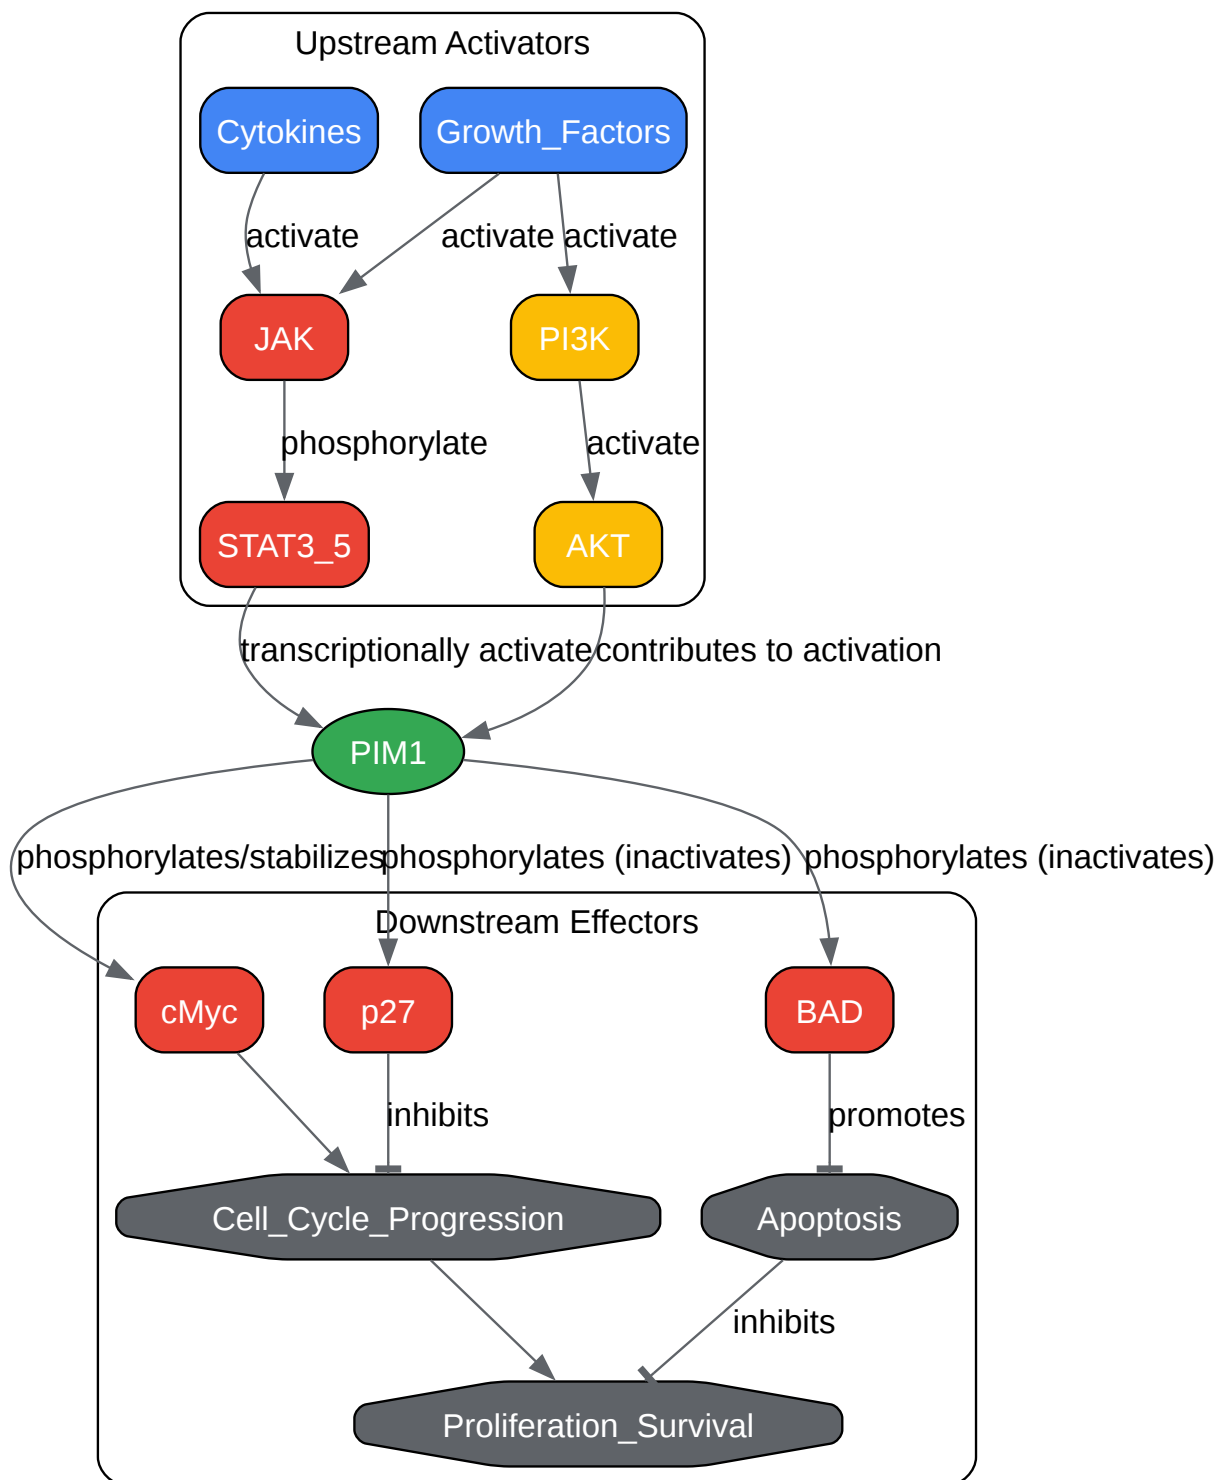 Upstream Activators
Cytokines
Growth_Factors
activate
activate
activate
JAK
PI3K
phosphorylate
activate
STAT3_5
AKT
transcriptionally activate
contributes to activation
PIM1
phosphorylates/stabilizes
phosphorylates (inactivates)
phosphorylates (inactivates)
Downstream Effectors
cMyc
p27
BAD
inhibits
promotes
Cell_Cycle_Progression
Apoptosis
inhibits
Proliferation_Survival